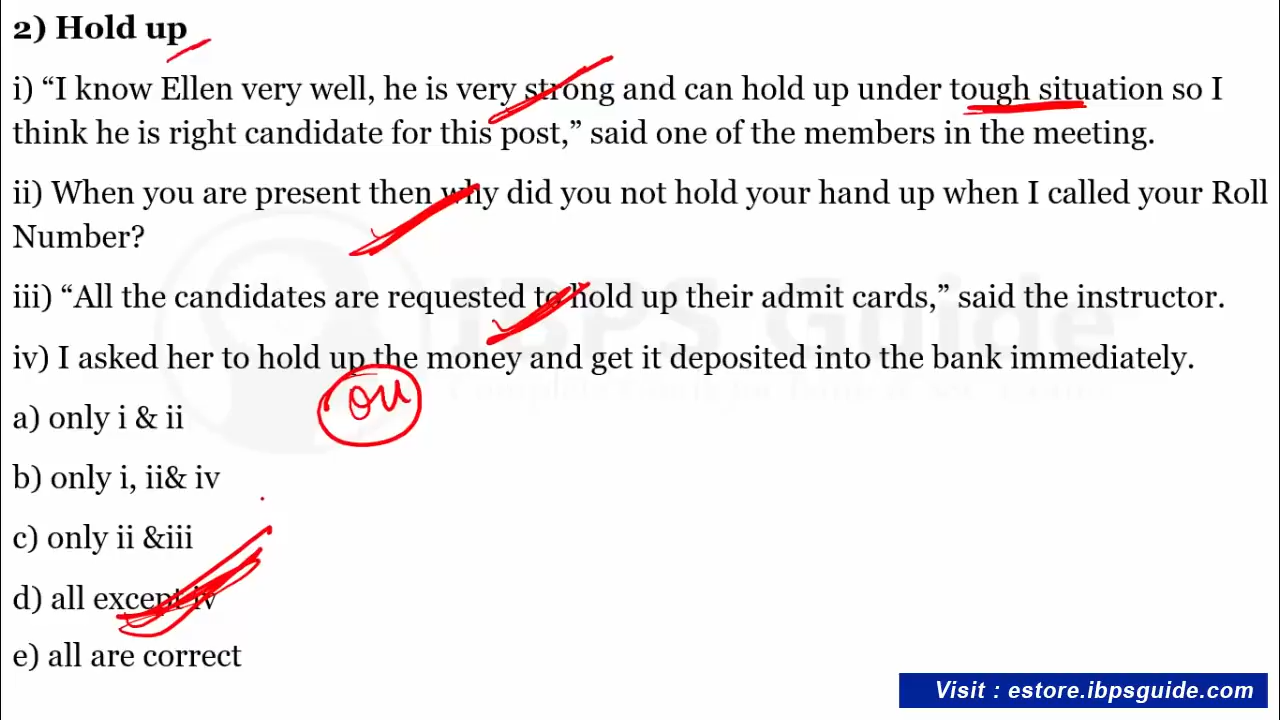 2) Hold up
i) “I know Ellen very well, he is very strong and can hold up under tough situation so I
think he is right candidate for this post,” said one of the members in the meeting.
ii) When you are present then why did you not hold your hand up when I called your Roll
Number?
iii) “All the candidates are requested to hold up their admit cards,” said the instructor.
IBPS Guide
iv) I asked her to hold up the money and get it deposited into the bank immediately.
a) only i & ii
b) only i, ii& iv
c) only ii &iii
d) all except iv
e) all are correct
Visit : estore.ibpsguide.com